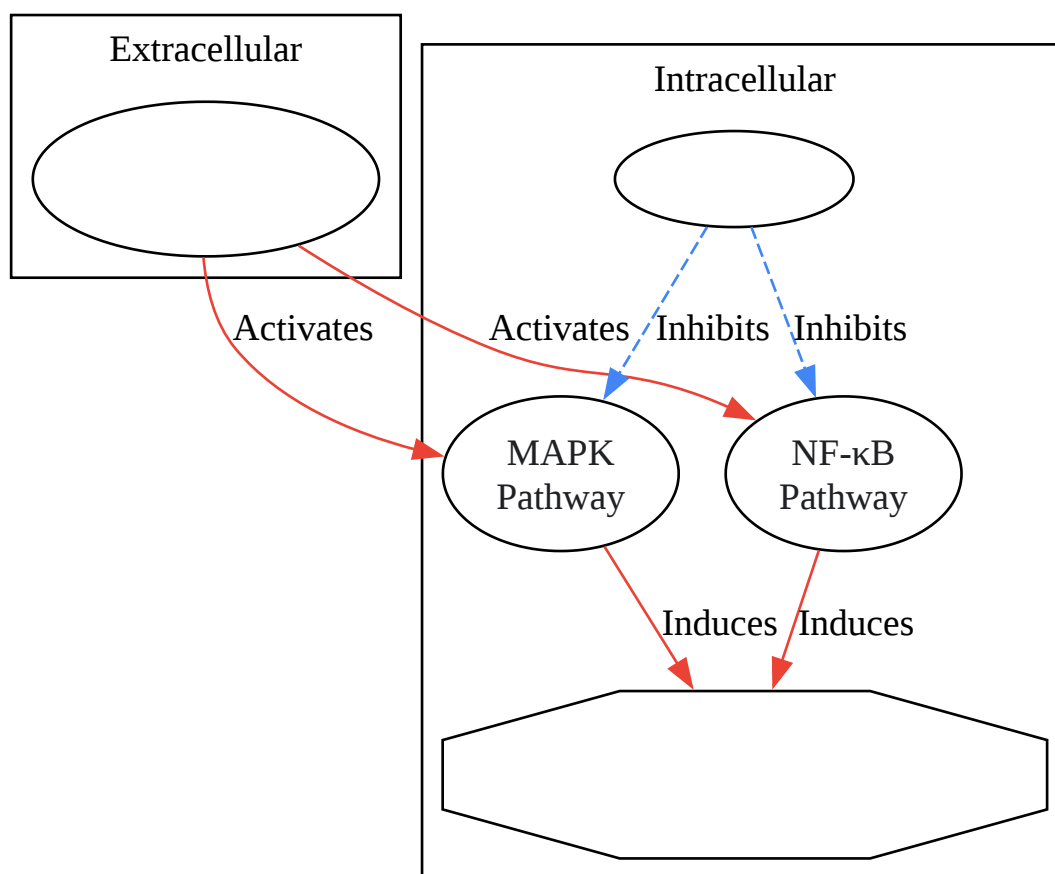 Extracellular
Intracellular
Activates
Activates
Inhibits
Inhibits
MAPK
Pathway
NF-κB
Pathway
Induces
Induces